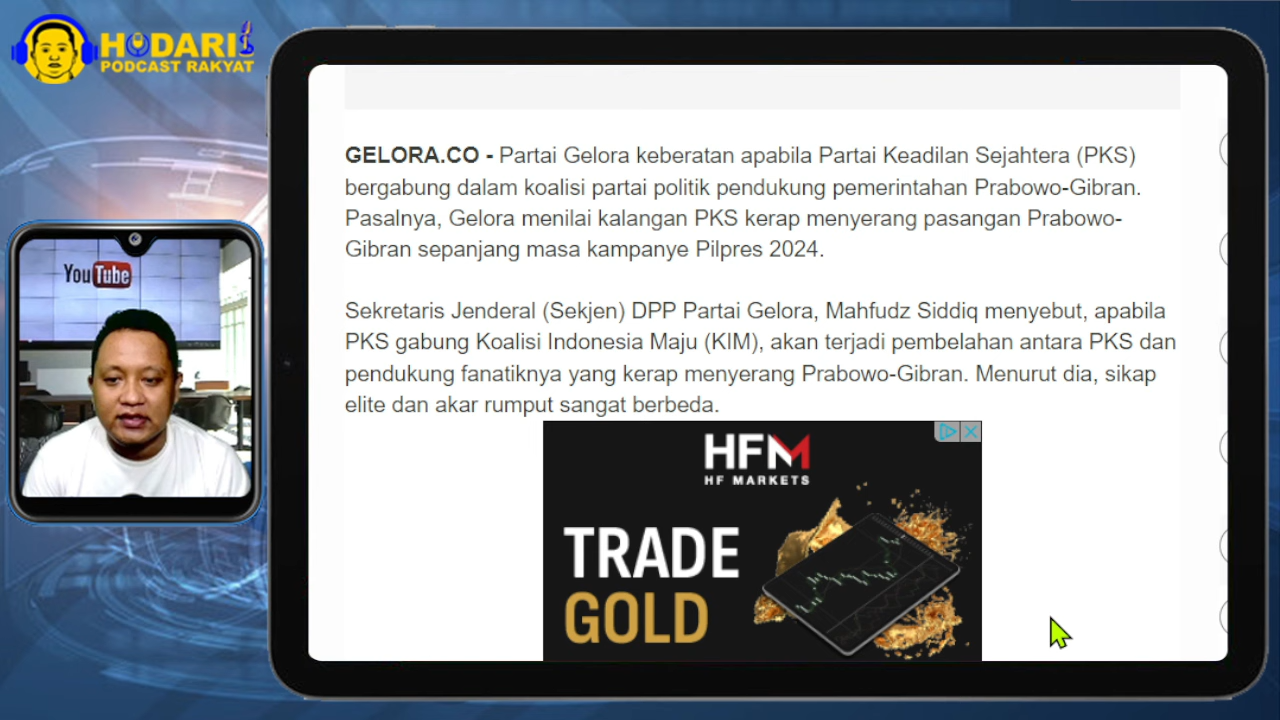 HODARI
PODCAST RAKYAT
YouTube
GELORA.CO - Partai Gelora keberatan apabila Partai Keadilan Sejahtera (PKS)
bergabung dalam koalisi partai politik pendukung pemerintahan Prabowo-Gibran.
Pasalnya, Gelora menilai kalangan PKS kerap menyerang pasangan Prabowo-
Gibran sepanjang masa kampanye Pilpres 2024.
Sekretaris Jenderal (Sekjen) DPP Partai Gelora, Mahfudz Siddiq menyebut, apabila
PKS gabung Koalisi Indonesia Maju (KIM), akan terjadi pembelahan antara PKS dan
pendukung fanatiknya yang kerap menyerang Prabowo-Gibran. Menurut dia, sikap
elite dan akar rumput sangat berbeda.
HFM
HF MARKETS
TRADE
GOLD